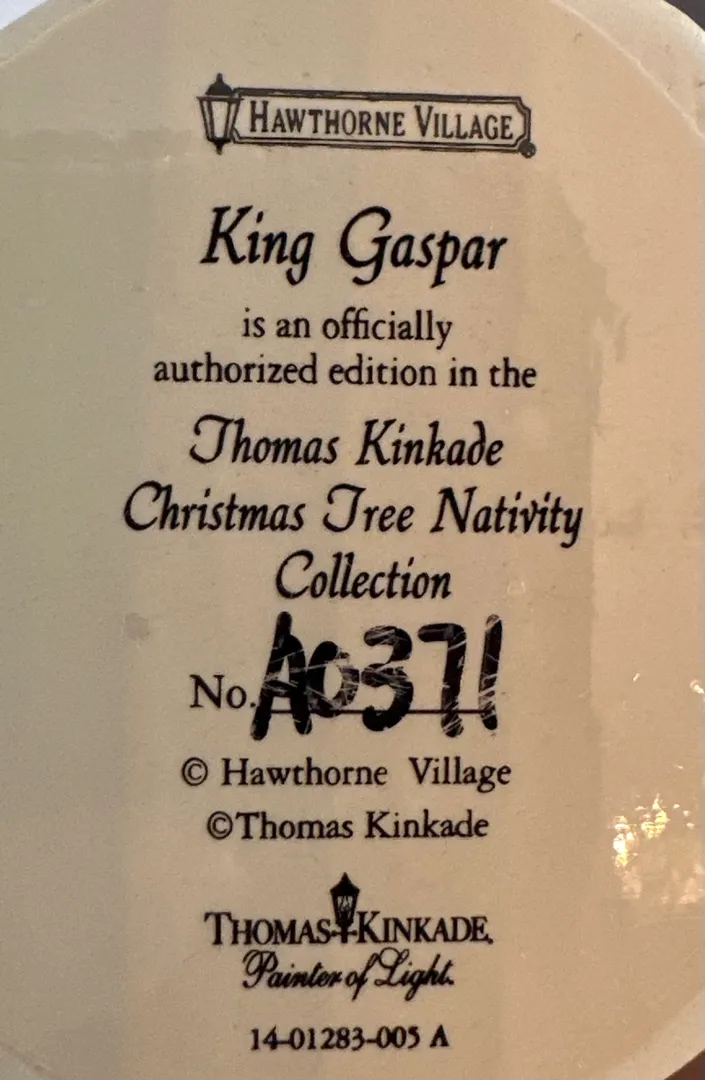 HAWTHORNE VILLAGE
King Gaspar
is an officially
authorized edition in the
Thomas Kinkade
Christmas Tree Nativity
Collection
No. A0371
© Hawthorne Village
©Thomas Kinkade
THOMAS KINKADE.
Painter of Light.
14-01283-005 A